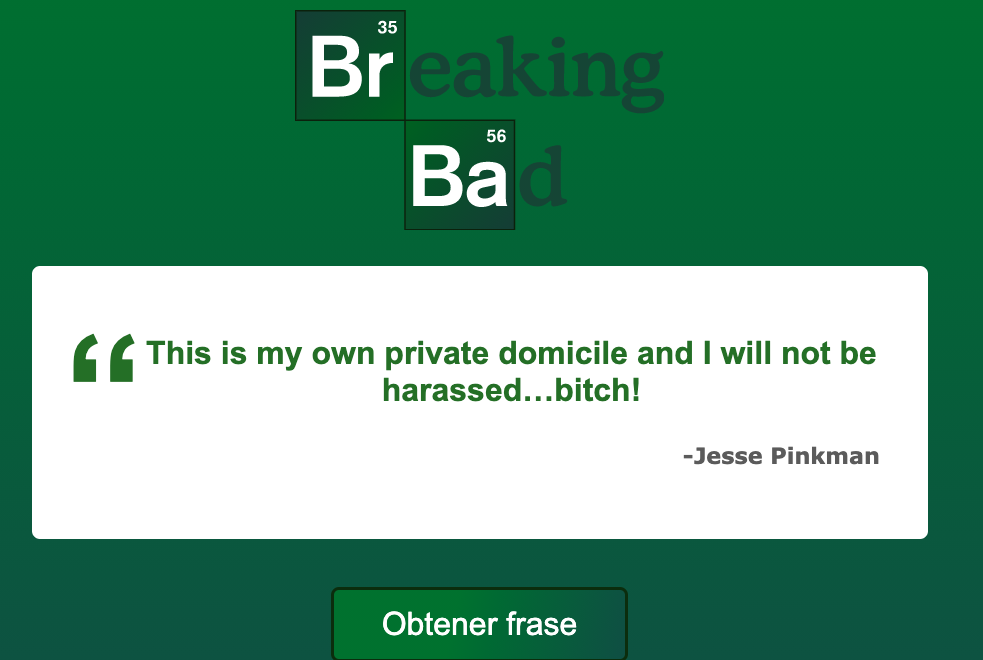 35
Breaking
56
Bad
“ This is my own private domicile and I will not be
harassed…bitch!
-Jesse Pinkman
Obtener frase